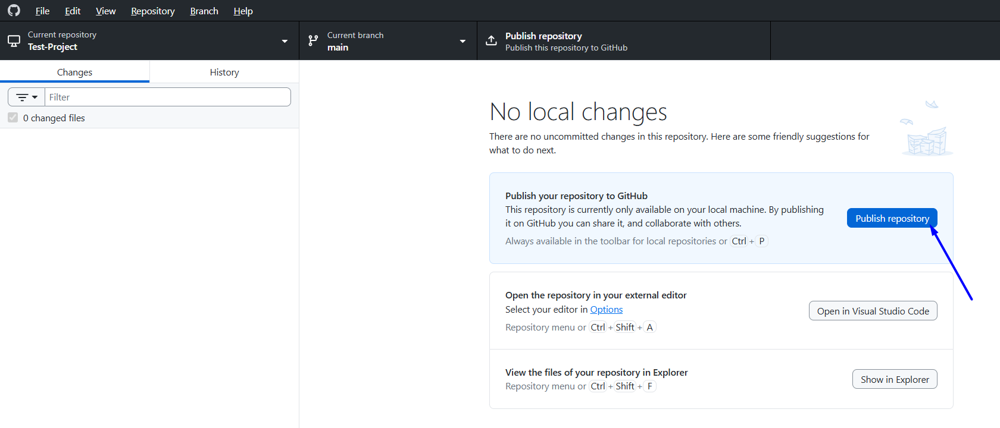 File Edit View Repository Branch Help
Current repository
Test-Project
Current branch
main
Publish repository
Publish this repository to GitHub
Changes
History
Filter
0 changed files
No local changes
There are no uncommitted changes in this repository. Here are some friendly suggestions for
what to do next.
Publish your repository to GitHub
This repository is currently only available on your local machine. By publishing
it on GitHub you can share it, and collaborate with others.
Always available in the toolbar for local repositories or Ctrl + P
Publish repository
Open the repository in your external editor
Select your editor in Options
Repository menu or Ctrl + Shift + A
Open in Visual Studio Code
View the files of your repository in Explorer
Repository menu or Ctrl + Shift + F
Show in Explorer